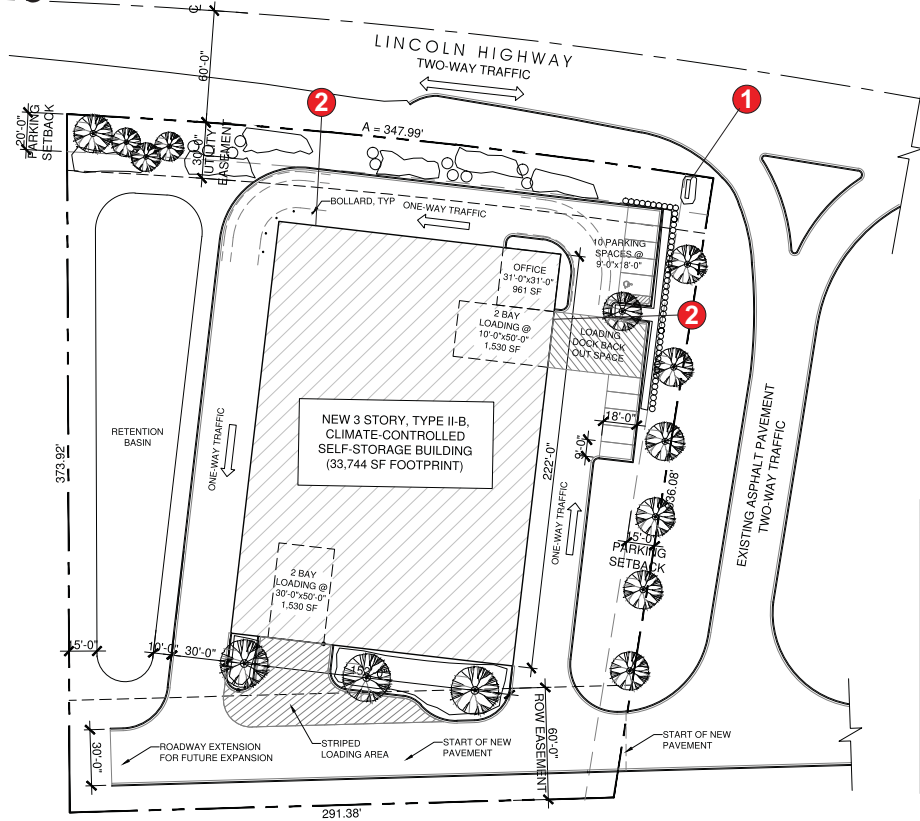 LINCOLN HIGHWAY
TWO-WAY TRAFFIC
60'-0"
2
1
A = 347.99'
20'-0"
PARKING
SETBACK
30'-0"
UTILITY
EASEMENT
BOLLARD, TYP
ONE-WAY TRAFFIC
10 PARKING
SPACES @
9'-0"x18'-0"
OFFICE
31'-0"x31'-0"
961 SF
2 BAY
LOADING @
10'-0"x50'-0"
1,530 SF
2
LOADING
DOCK BACK
OUT SPACE
18'-0"
9'-0"
NEW 3 STORY, TYPE II-B,
CLIMATE-CONTROLLED
SELF-STORAGE BUILDING
(33,744 SF FOOTPRINT)
RETENTION
BASIN
373.92'
ONE-WAY TRAFFIC
222'-0"
ONE-WAY TRAFFIC
36.08'
EXISTING ASPHALT PAVEMENT
TWO-WAY TRAFFIC
15'-0"
PARKING
SETBACK
2 BAY
LOADING @
30'-0"x50'-0"
1,530 SF
5'-0"
10'-0"
30'-0"
30'-0"
ROADWAY EXTENSION
FOR FUTURE EXPANSION
STRIPED
LOADING AREA
START OF NEW
PAVEMENT
ROW EASEMENT
60'-0"
START OF NEW
PAVEMENT
291.38'